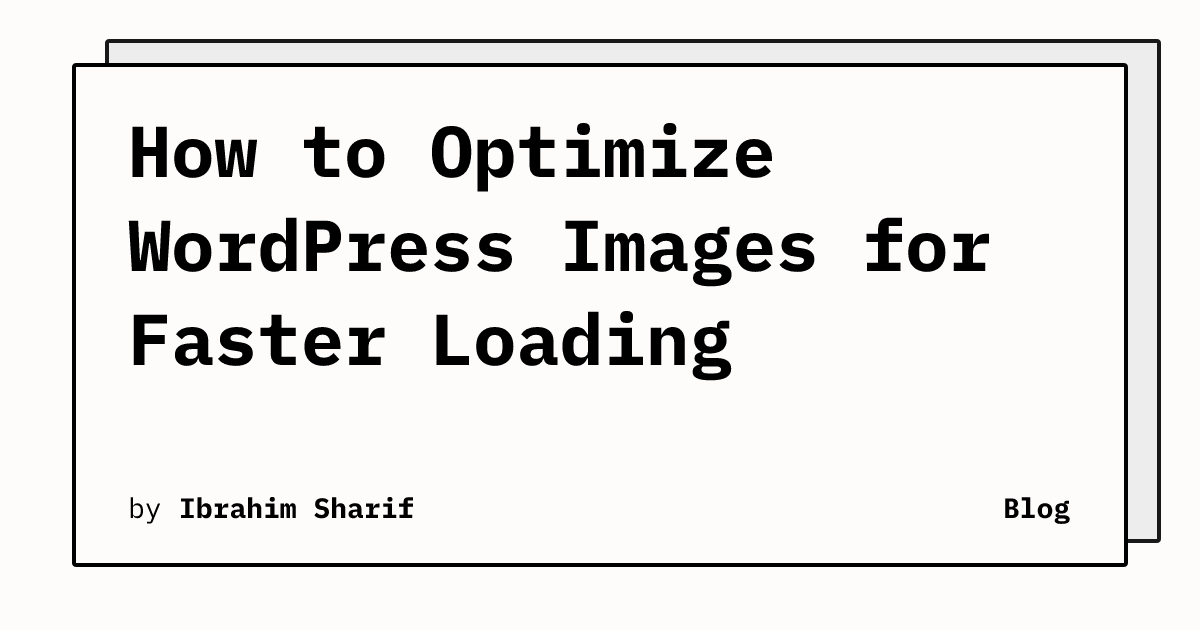 How to Optimize
WordPress Images for
Faster Loading
by Ibrahim Sharif
Blog